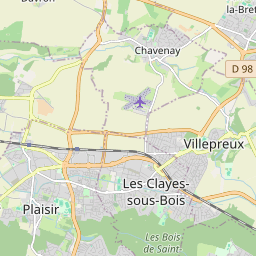 la-Bret
Chavenay
D 98
Villepreux
Les Clayes-
sous-Bois
Plaisir
Les Bois
de Saint-